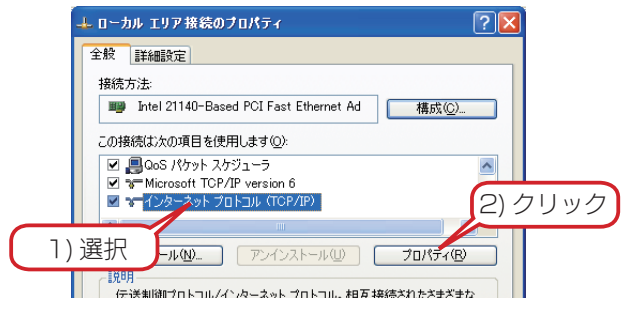 ローカル エリア接続のプロパティ
全般 詳細設定
接続方法:
Intel 21140-Based PCI Fast Ethernet Ad 構成(C)...
この接続は次の項目を使用します(O):
QoS パケット スケジューラ
Microsoft TCP/IP version 6
インターネット プロトコル (TCP/IP)
2) クリック
1) 選択
ール(N)... アンインストール(U) プロパティ(R)
説明
伝送制御プロトコル/インターネット プロトコル。相互接続されたさまざまな